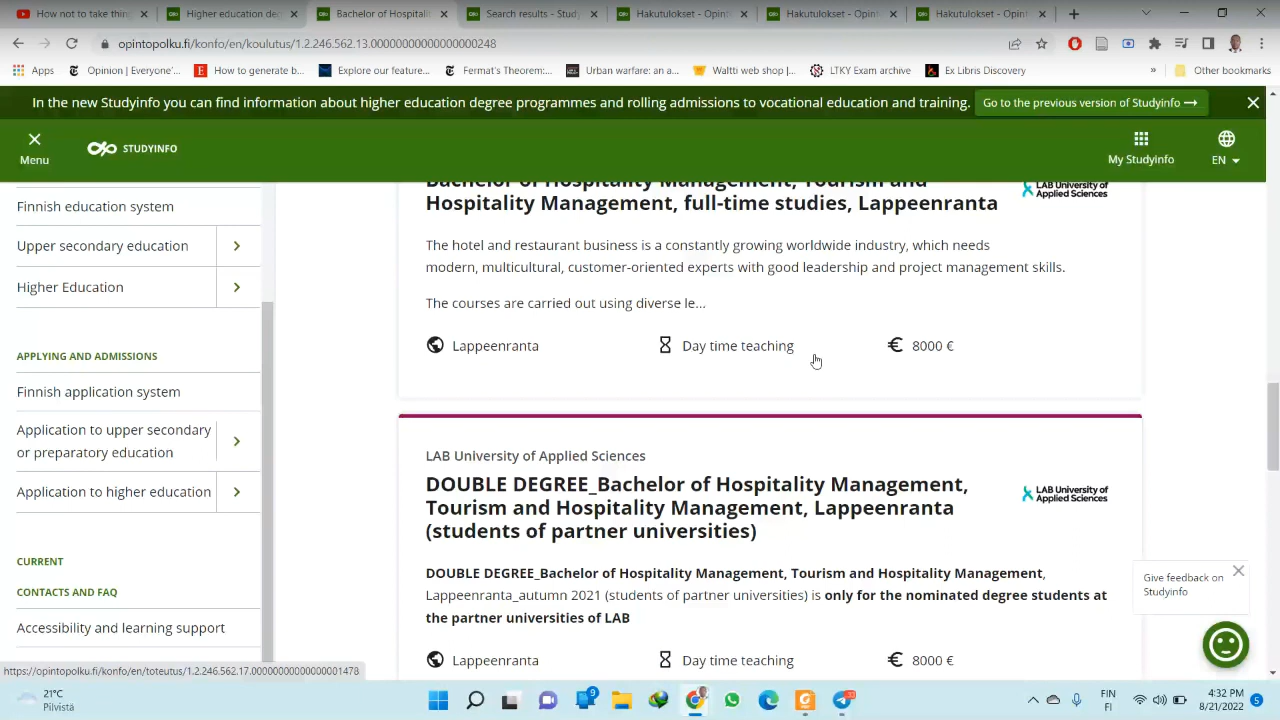 How to change this no
Higher education deg
Bachelor of Hospitali
Search results - Stud
Hakutulokset - Opint
Hakutulokset - Opint
Hakutulokset - Opint
opintopolku.fi/konfo/en/koulutus/1.2.246.562.13.00000000000000000248
Apps
Opinion | Everyone'...
How to generate b...
Explore our feature...
Fermat's Theorem:...
Urban warfare: an a...
Waltti web shop |...
LTKY Exam archive
Ex Libris Discovery
»
Other bookmarks
In the new Studyinfo you can find information about higher education degree programmes and rolling admissions to vocational education and training.
Go to the previous version of Studyinfo →
Menu
STUDYINFO
My StudyInfo
EN
Finnish education system
Upper secondary education
Higher Education
APPLYING AND ADMISSIONS
Finnish application system
Application to upper secondary
or preparatory education
Application to higher education
CURRENT
CONTACTS AND FAQ
Accessibility and learning support
Bachelor of Hospitality Management, Tourism and
Hospitality Management, full-time studies, Lappeenranta
LAB University of
Applied Sciences
The hotel and restaurant business is a constantly growing worldwide industry, which needs
modern, multicultural, customer-oriented experts with good leadership and project management skills.
The courses are carried out using diverse le...
Lappeenranta
Day time teaching
€ 8000 €
LAB University of Applied Sciences
DOUBLE DEGREE_Bachelor of Hospitality Management,
Tourism and Hospitality Management, Lappeenranta
(students of partner universities)
LAB University of
Applied Sciences
DOUBLE DEGREE_Bachelor of Hospitality Management, Tourism and Hospitality Management,
Lappeenranta_autumn 2021 (students of partner universities) is only for the nominated degree students at
the partner universities of LAB
Lappeenranta
Day time teaching
€ 8000 €
Give feedback on
Studyinfo
https://opintopolku.fi/konfo/en/toteutus/1.2.246.562.17.00000000000000001478
21°C
Pilvistä
9
FIN
FI
4:32 PM
8/21/2022
5